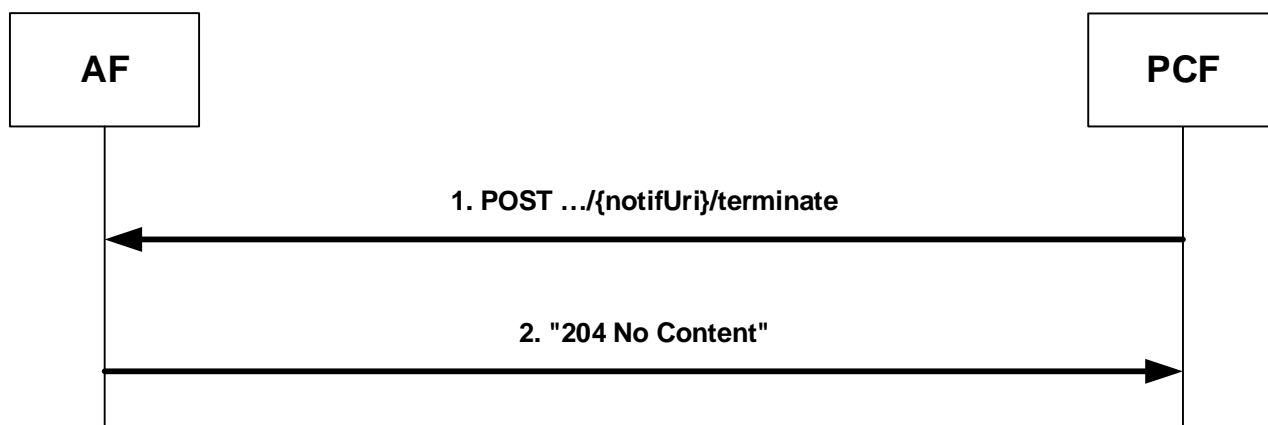 AF
PCF
1. POST …/{notifUri}/terminate
2. "204 No Content"